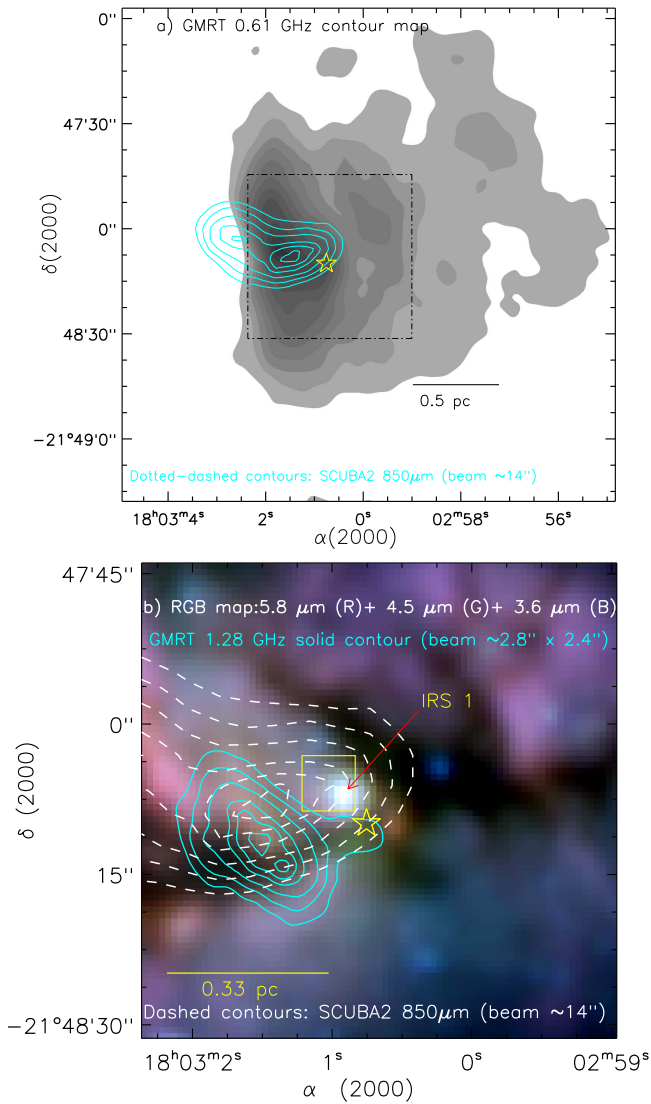 a) GMRT 0.61 GHz contour map
0''
47'30''
0''
48'30''
-21°49'0''
δ(2000)
0.5 pc
Dotted-dashed contours: SCUBA2 850μm (beam ~14'')
18ʰ03ᵐ4ˢ 2ˢ 0ˢ 02ᵐ58ˢ 56ˢ
α(2000)
47'45''
b) RGB map:5.8 μm (R)+ 4.5 μm (G)+ 3.6 μm (B)
GMRT 1.28 GHz solid contour (beam ~2.8'' x 2.4'')
IRS 1
0''
δ (2000)
15''
0.33 pc
Dashed contours: SCUBA2 850μm (beam ~14'')
-21°48'30''
18ʰ03ᵐ2ˢ 1ˢ 0ˢ 02ᵐ59ˢ
α (2000)